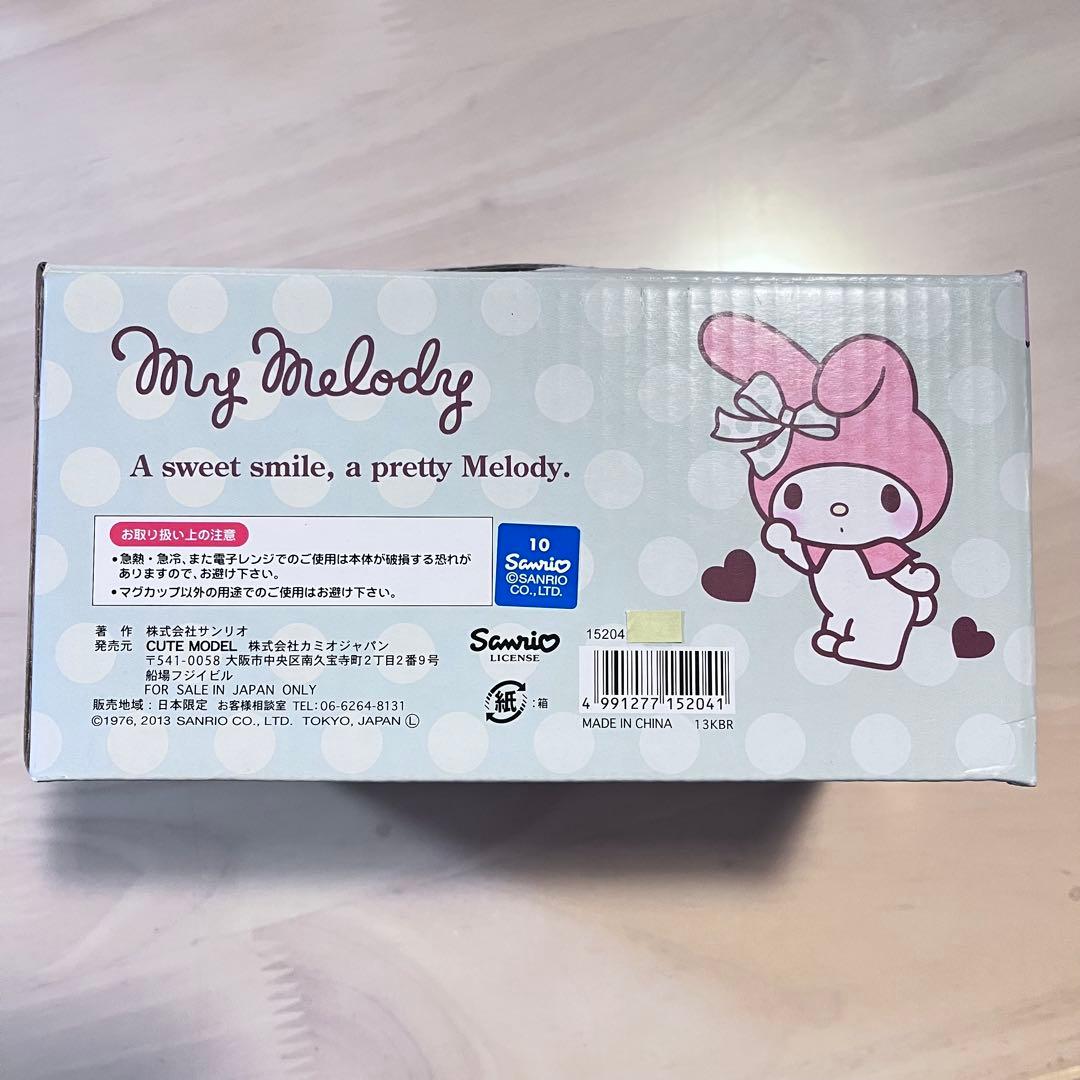 My Melody
A sweet smile, a pretty Melody.
お取り扱い上の注意
•急熱・急冷、また電子レンジでのご使用は本体が破損する恐れが
ありますので、お避け下さい。
•マグカップ以外の用途でのご使用はお避け下さい。
10
Sanrio
©SANRIO
CO., LTD.
著 作 株式会社サンリオ
発売元 CUTE MODEL 株式会社カミオジャパン
〒541-0058 大阪市中央区南久宝寺町2丁目2番9号
船場フジイビル
FOR SALE IN JAPAN ONLY
販売地域：日本限定 お客様相談室 TEL：06-6264-8131
©1976, 2013 SANRIO CO., LTD. TOKYO, JAPAN Ⓛ
Sanrio
LICENSE
紙：箱
15204
4 991277 152041
MADE IN CHINA 13KBR